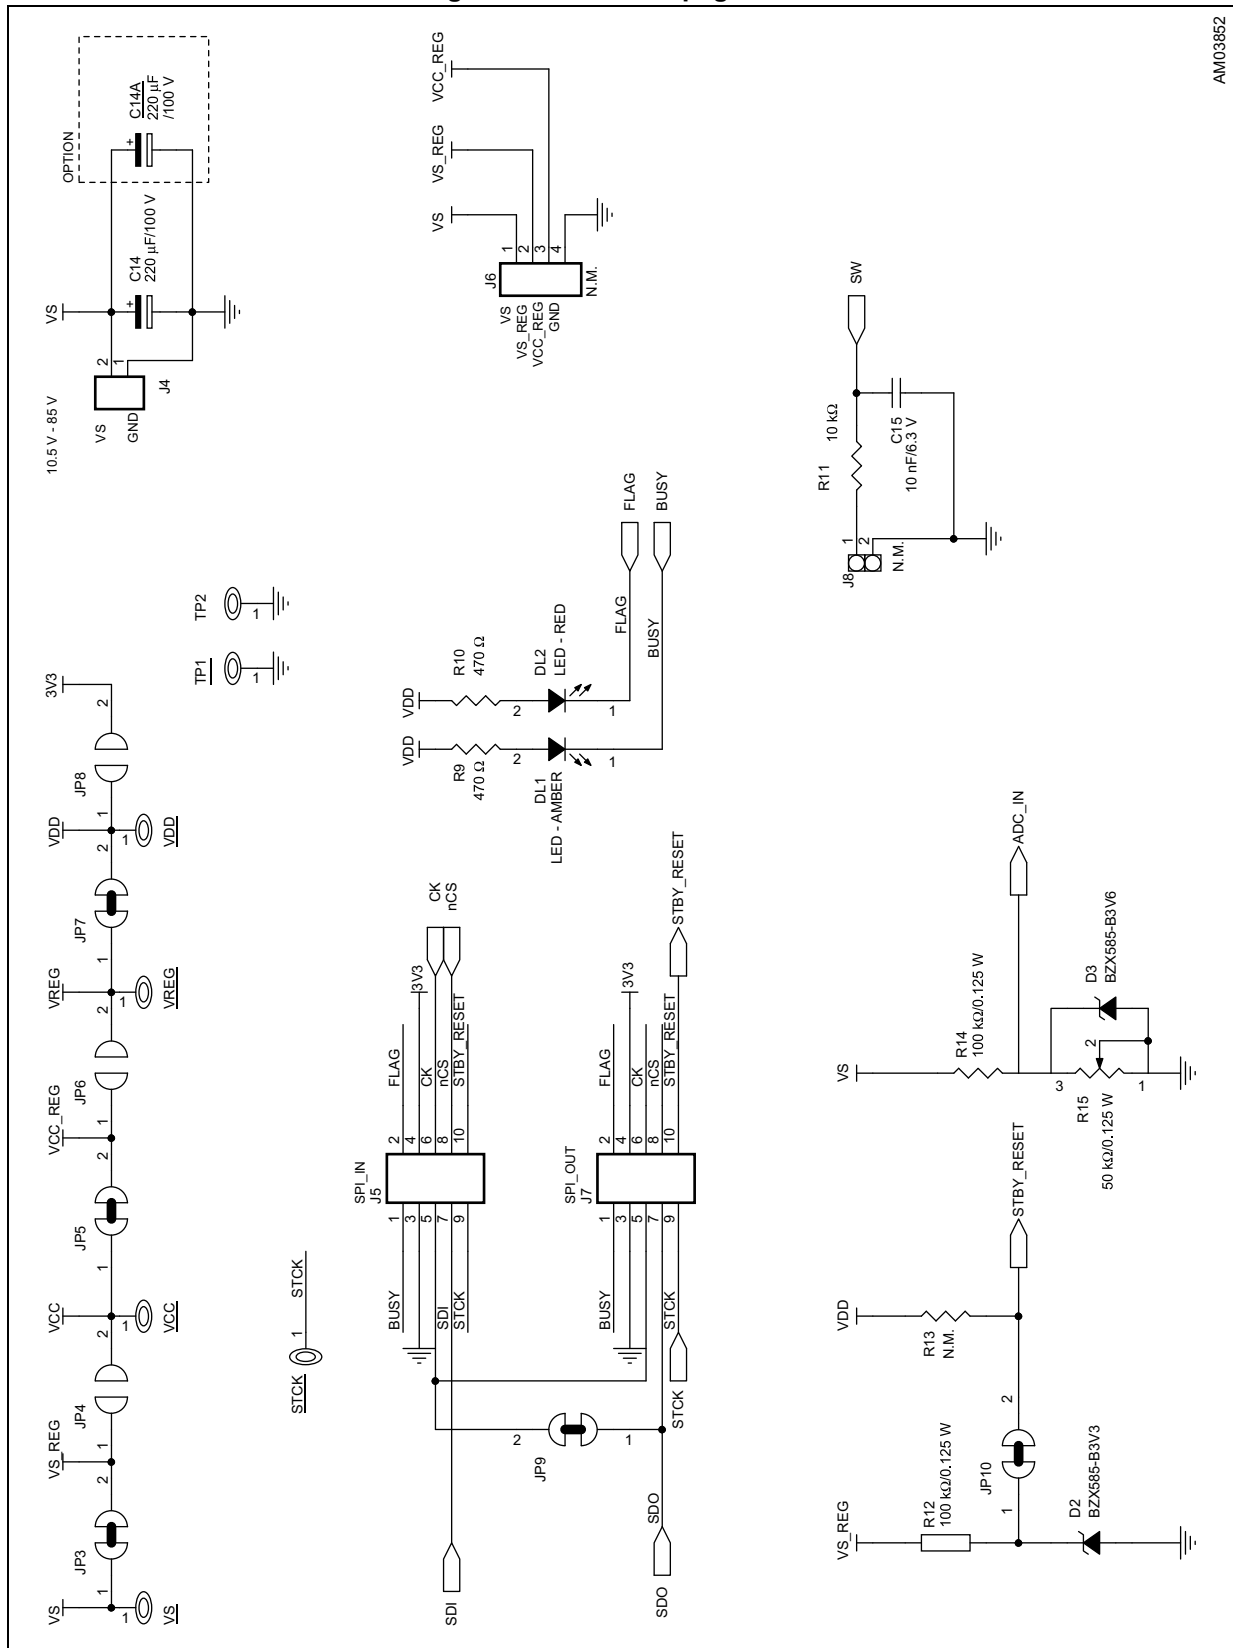 AM03852
VS
1
1
VS
JP3
VS_REG
2
1
JP4
VCC
2
1
VCC
1
JP5
VCC_REG
2
1
JP6
VREG
2
1
VREG
1
JP7
VDD
2
1
VDD
1
JP8
3V3
2
STCK
1
STCK
TP1
1
TP2
1
10.5 V - 85 V
VS
GND
2
1
J4
VS
C14
220 µF/100 V
+
OPTION
C14A
220 µF
/100 V
+
SDI
SDO
SDO
JP9
2
1
BUSY
SDI
STCK
1
3
5
7
9
SPI_IN
J5
2
4
6
8
10
FLAG
3V3
CK
nCS
STBY_RESET
CK
nCS
STCK
BUSY
STCK
1
3
5
7
9
SPI_OUT
J7
2
4
6
8
10
FLAG
3V3
CK
nCS
STBY_RESET
STBY_RESET
VDD
R9
470 Ω
2
DL1
LED - AMBER
1
VDD
R10
470 Ω
2
DL2
LED - RED
1
FLAG
BUSY
FLAG
BUSY
J6
VS
VS_REG
VCC_REG
GND
1
2
3
4
N.M.
VS
VS_REG
VCC_REG
VS_REG
R12
100 kΩ/0.125 W
1
JP10
2
D2
BZX585-B3V3
VDD
R13
N.M.
STBY_RESET
VS
R14
100 kΩ/0.125 W
ADC_IN
3
2
1
R15
50 kΩ/0.125 W
D3
BZX585-B3V6
J8
1
2
N.M.
R11
10 kΩ
C15
10 nF/6.3 V
SW